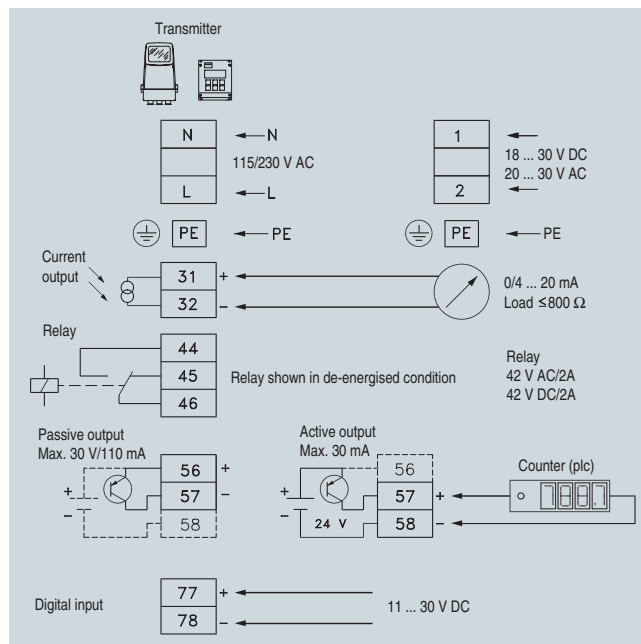 Transmitter
N N
115/230 V AC
L L
PE PE
1
18 ... 30 V DC
20 ... 30 V AC
2
PE PE
Current
output
31 +
32 –
0/4 ... 20 mA
Load ≤800 Ω
Relay
44
45
46
Relay shown in de-energised condition
Relay
42 V AC/2A
42 V DC/2A
Passive output
Max. 30 V/110 mA
56 +
+
57 –
–
58
Active output
Max. 30 mA
56
+
57 +
– 24 V
58 –
Counter (plc)
7887
Digital input
77 +
78 –
11 ... 30 V DC